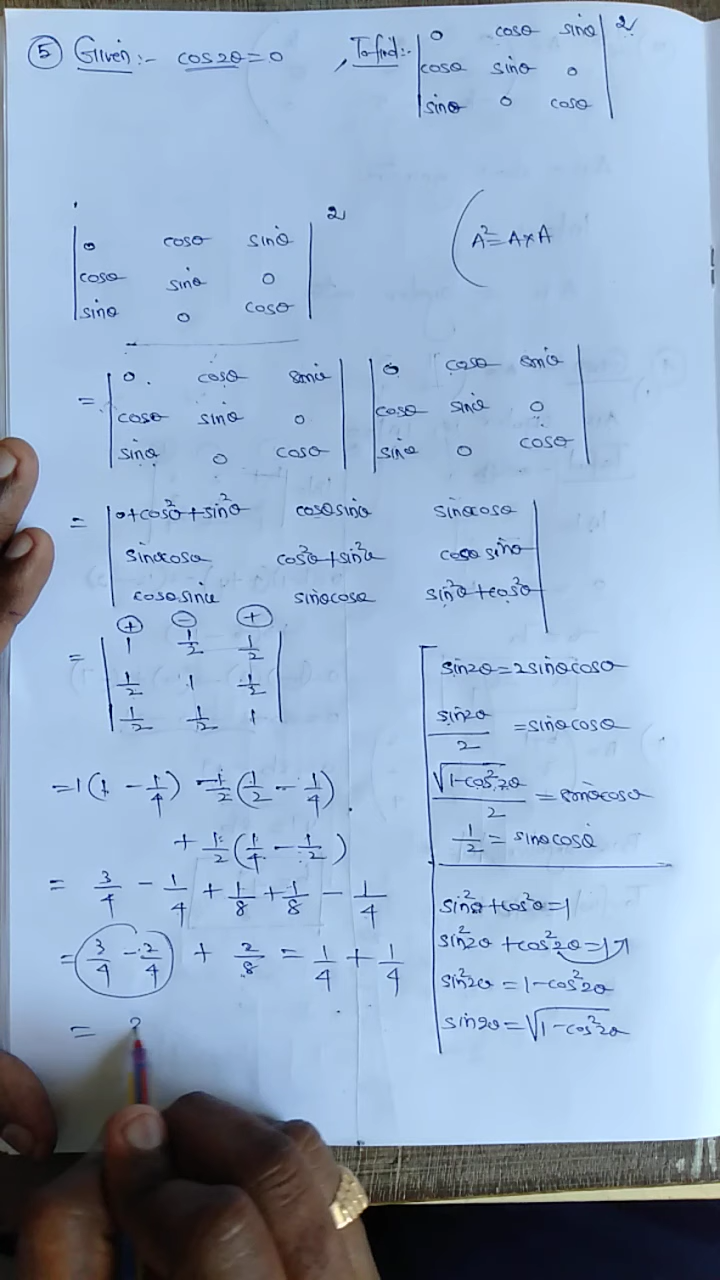 ⑤ Given :- cos2θ=0 , To find:- | 0 cosθ sinθ | 2
| cosθ sinθ 0 |
| sinθ 0 cosθ |
| 0 cosθ sinθ | 2
| cosθ sinθ 0 | ( A²=A×A
| sinθ 0 cosθ |
= | 0 cosθ sinθ | | 0 cosθ sinθ |
| cosθ sinθ 0 | | cosθ sinθ 0 |
| sinθ 0 cosθ | | sinθ 0 cosθ |
= | 0+cos²θ+sin²θ cosθsinθ sinθcosθ |
| sinθcosθ cos²θ+sin²θ cosθ sinθ |
| cosθ sinθ sinθcosθ sin²θ+cos²θ |
⊕ ⊖ ⊕
= | 1 1/2 1/2 |
| 1/2 1 1/2 |
| 1/2 1/2 1 |
=1(1 - 1/4) - 1/2(1/2 - 1/4)
+ 1/2(1/4 - 1/2)
= 3/4 - 1/4 + 1/8 + 1/8 - 1/4
= 3/4 - 2/4 + 2/8 = 1/4 + 1/4
=
sin2θ=2sinθcosθ
sin2θ/2 =sinθcosθ
√1-cos²2θ/2 = sinθcosθ
1/2 = sinθcosθ
sin²θ+cos²θ=1
sin²2θ +cos²2θ=1
sin²2θ = 1-cos²2θ
sin2θ=√1-cos²2θ